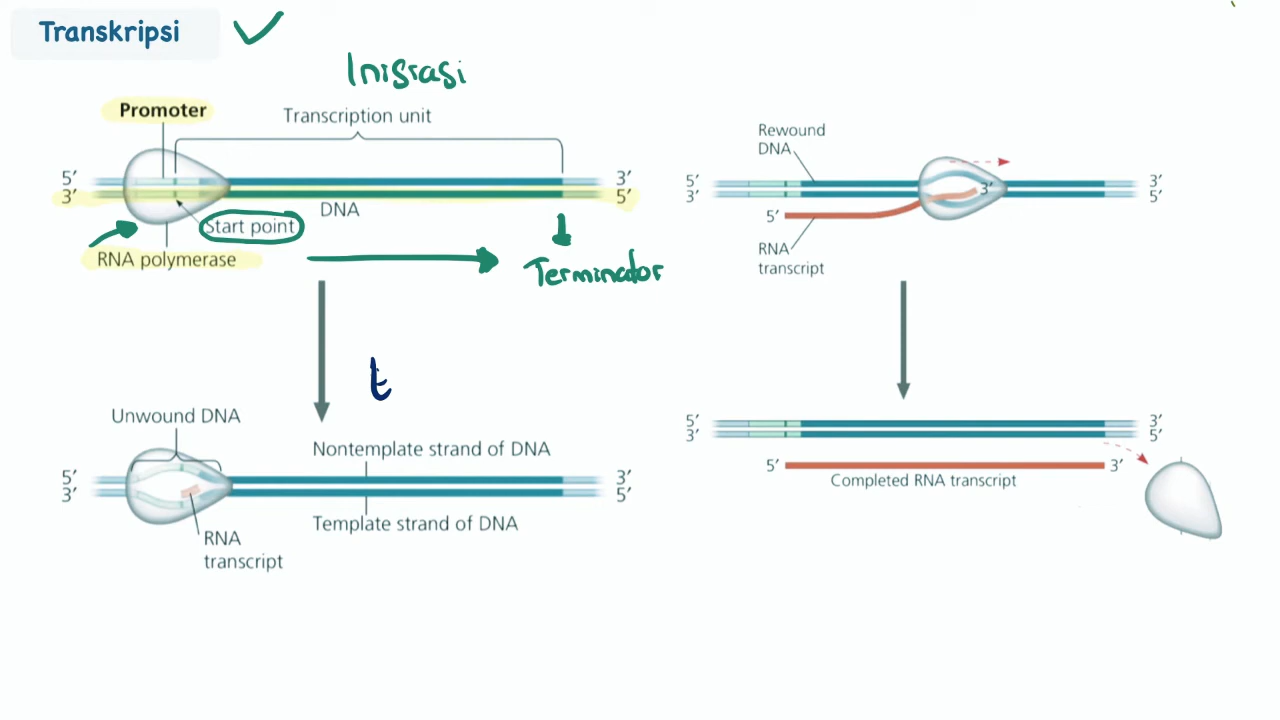 Transkripsi
Inisiasi
Promoter
Transcription unit
5′ 3′
3′ 5′
DNA
Start point
RNA polymerase
Terminator
t
Unwound DNA
Nontemplate strand of DNA
5′ 3′
3′ 5′
Template strand of DNA
RNA
transcript
Rewound
DNA
5′ 3′
3′ 3′ 5′
5′
RNA
transcript
5′ 3′
3′ 5′
5′ 3′
Completed RNA transcript